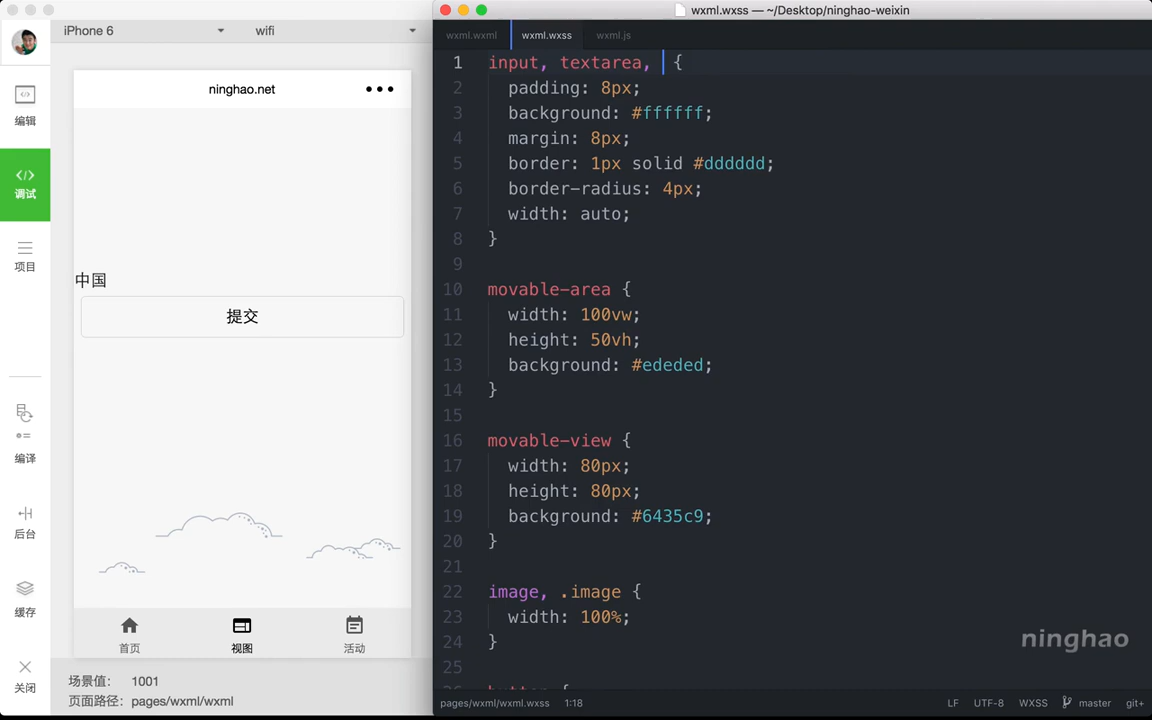 iPhone 6
wifi
编辑
调试
项目
编译
后台
缓存
关闭
ninghao.net
中国
提交
首页
视图
活动
场景值： 1001
页面路径： pages/wxml/wxml
wxml.wxss — ~/Desktop/ninghao-weixin
wxml.wxml
wxml.wxss
wxml.js
1 input, textarea, {
2 padding: 8px;
3 background: #ffffff;
4 margin: 8px;
5 border: 1px solid #dddddd;
6 border-radius: 4px;
7 width: auto;
8 }
9
10 movable-area {
11 width: 100vw;
12 height: 50vh;
13 background: #ededed;
14 }
15
16 movable-view {
17 width: 80px;
18 height: 80px;
19 background: #6435c9;
20 }
21
22 image, .image {
23 width: 100%;
24 }
25
ninghao
pages/wxml/wxml.wxss 1:18
LF UTF-8 WXSS master git+